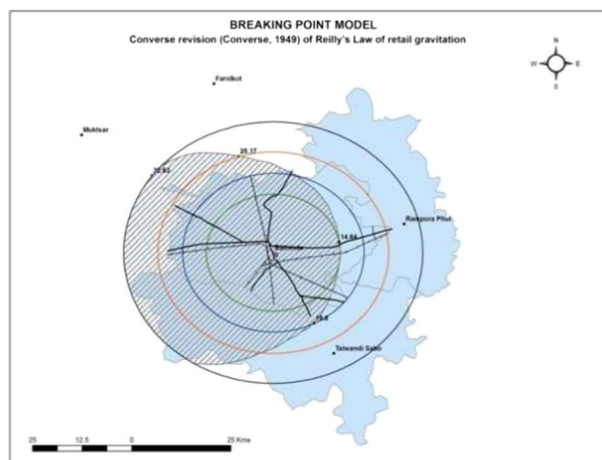 BREAKING POINT MODEL
Converse revision (Converse, 1949) of Reilly's Law of retail gravitation
N
W E
S
Faridkot
Muktsar
25.17
Rampura Phul
14.64
Talwandi Sabo
25 12.5 0 25 Kms